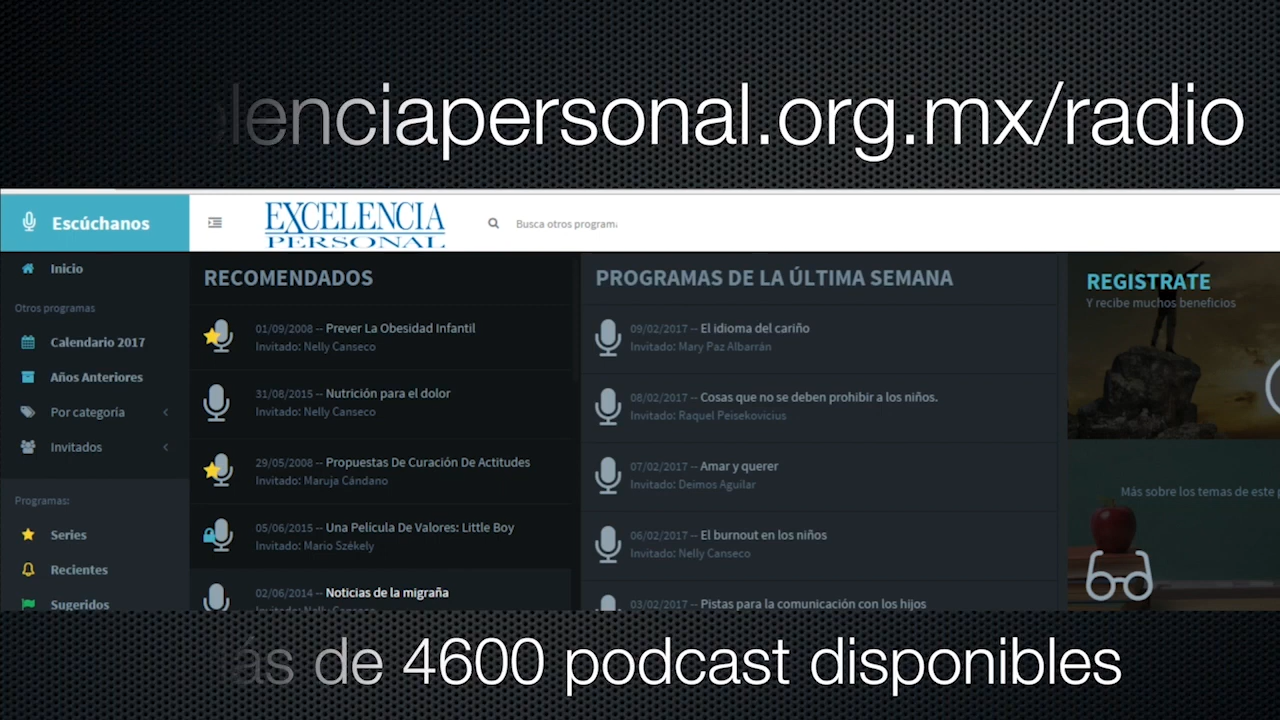 lenciapersonal.org.mx/radio
Escúchanos
EXCELENCIA
PERSONAL
Busca otros program
Inicio
Otros programas
Calendario 2017
Años Anteriores
Por categoría
Invitados
Programas:
Series
Recientes
Sugeridos
RECOMENDADOS
01/09/2008 -- Prever La Obesidad Infantil
Invitado: Nelly Canseco
31/08/2015 -- Nutrición para el dolor
Invitado: Nelly Canseco
29/05/2008 -- Propuestas De Curación De Actitudes
Invitado: Maruja Cándano
05/06/2015 -- Una Película De Valores: Little Boy
Invitado: Mario Székely
02/06/2014 -- Noticias de la migraña
Invitado: Nelly Canseco
PROGRAMAS DE LA ÚLTIMA SEMANA
09/02/2017 -- El idioma del cariño
Invitado: Mary Paz Albarrán
08/02/2017 -- Cosas que no se deben prohibir a los niños.
Invitado: Raquel Peisekovicius
07/02/2017 -- Amar y querer
Invitado: Deimos Aguilar
06/02/2017 -- El burnout en los niños
Invitado: Nelly Canseco
03/02/2017 -- Pistas para la comunicación con los hijos
REGISTRATE
Y recibe muchos beneficios
Más sobre los temas de este
ás de 4600 podcast disponibles